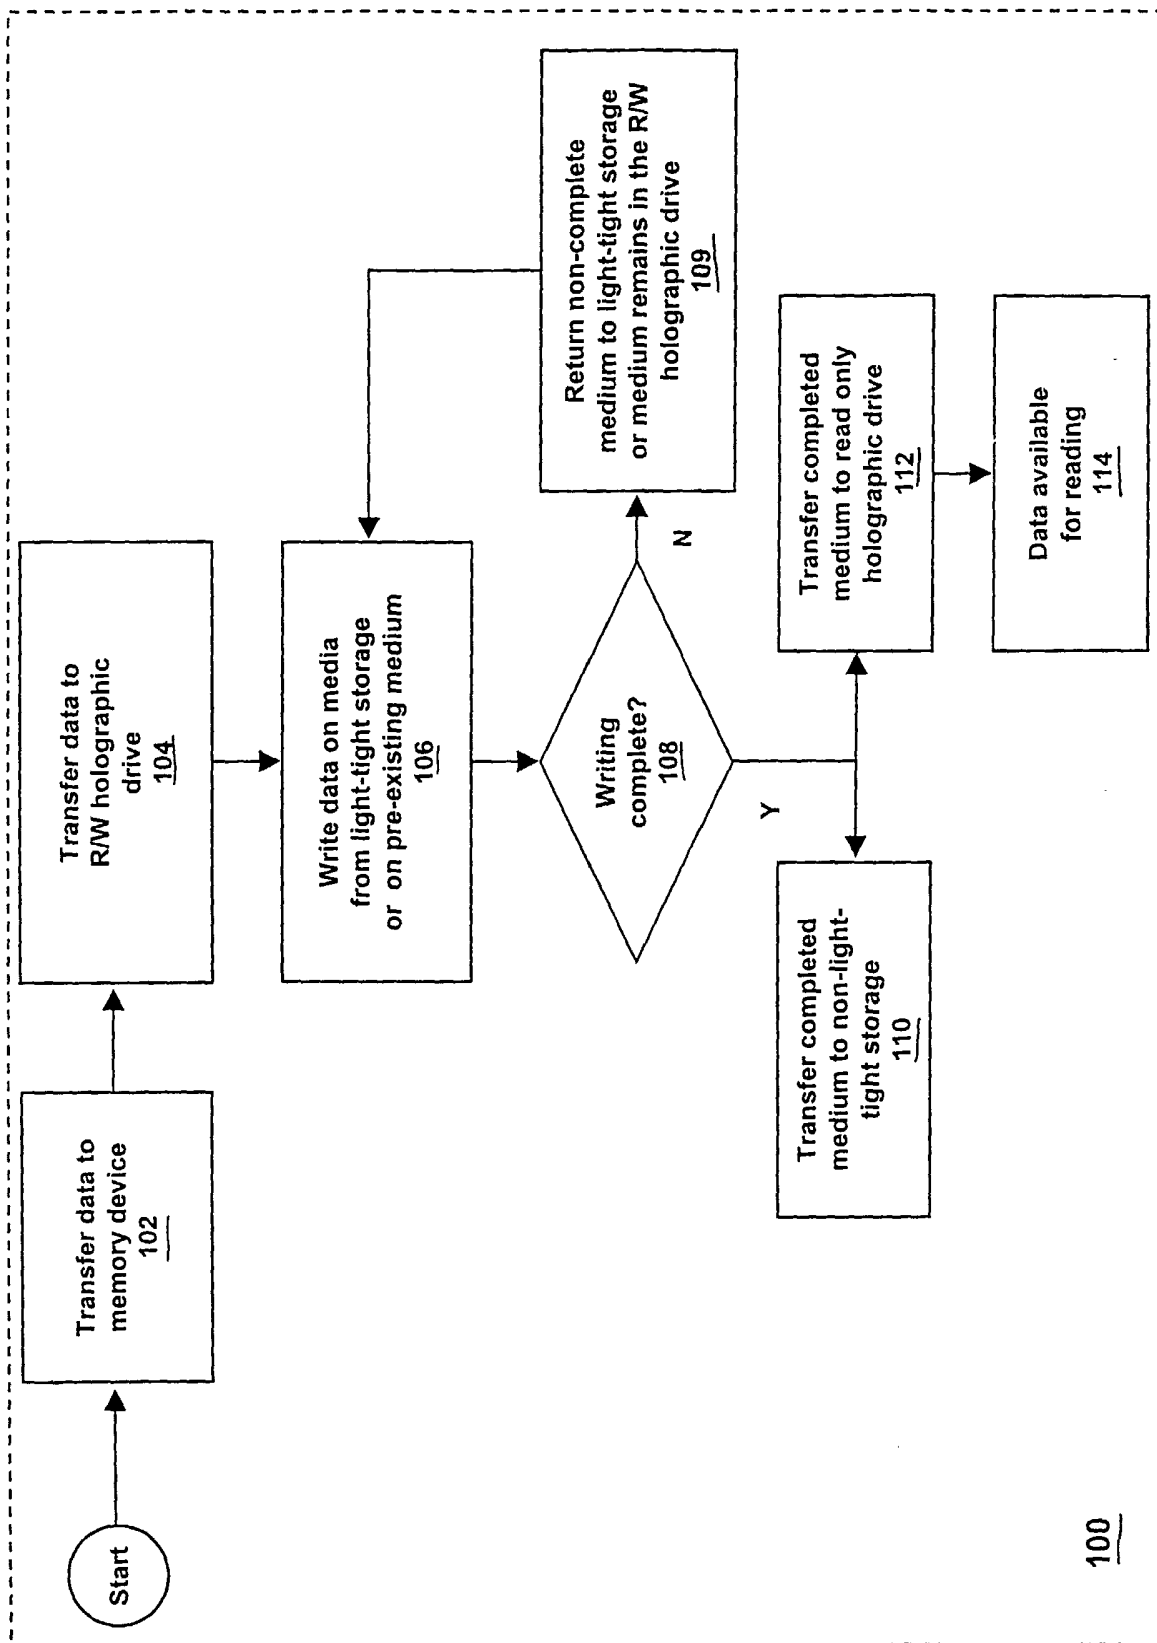 Start
Transfer data to
memory device
102
Transfer data to
R/W holographic
drive
104
Write data on media
from light-tight storage
or on pre-existing medium
106
Writing
complete?
108
N
Return non-complete
medium to light-tight storage
or medium remains in the R/W
holographic drive
109
Y
Transfer completed
medium to non-light-
tight storage
110
Transfer completed
medium to read only
holographic drive
112
Data available
for reading
114
100